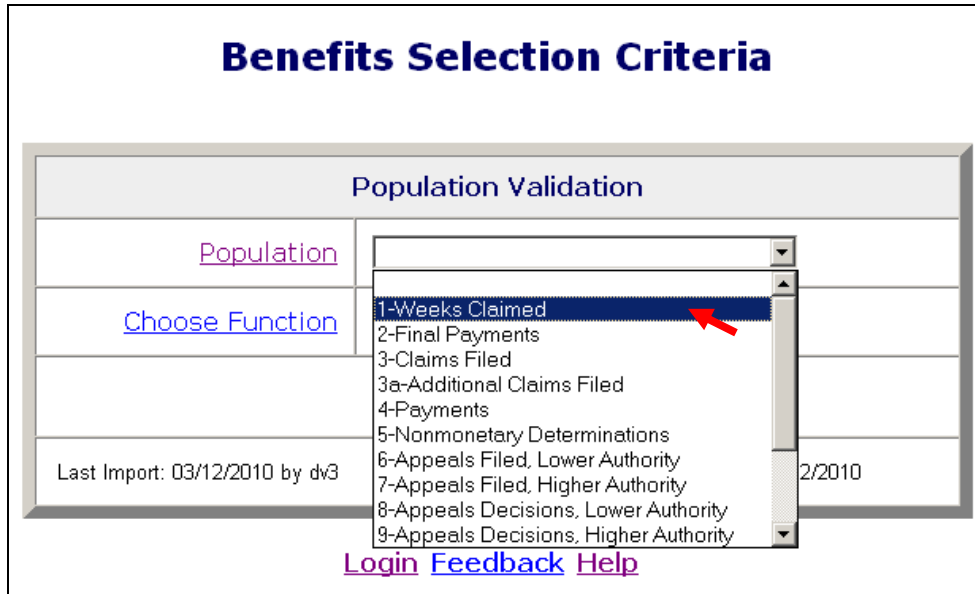 Benefits Selection Criteria
Population Validation
Population
Choose Function
1-Weeks Claimed
2-Final Payments
3-Claims Filed
3a-Additional Claims Filed
4-Payments
5-Nonmonetary Determinations
6-Appeals Filed, Lower Authority
7-Appeals Filed, Higher Authority
8-Appeals Decisions, Lower Authority
9-Appeals Decisions, Higher Authority
Last Import: 03/12/2010 by dv3
2/2010
Login Feedback Help